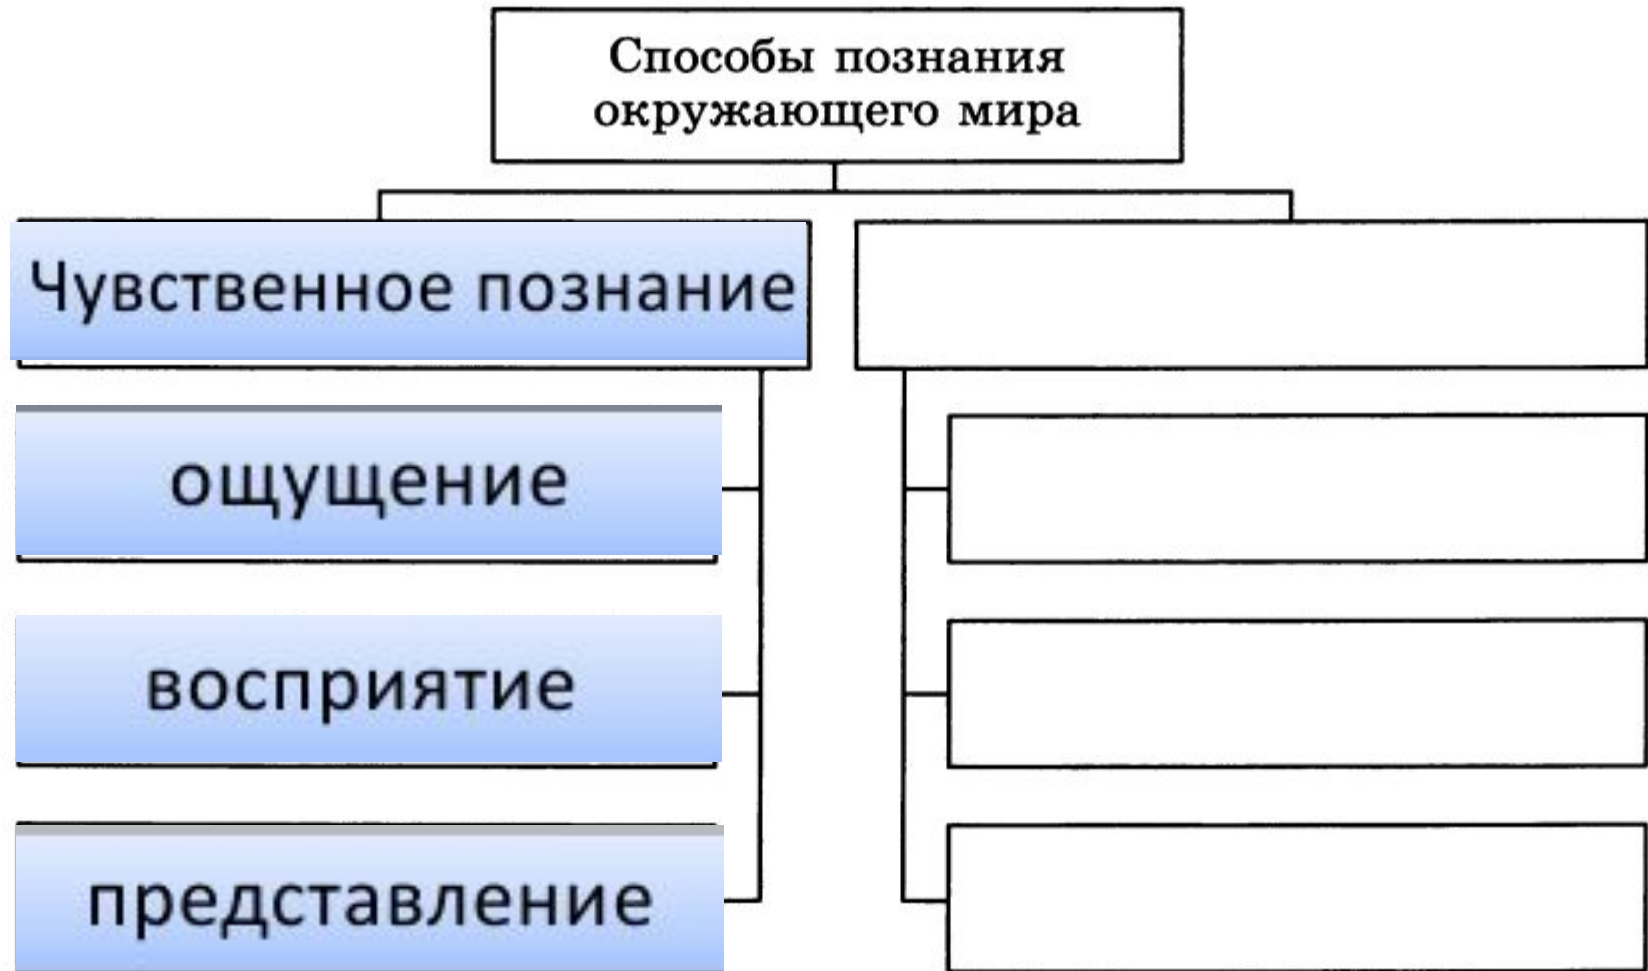 Способы познания
окружающего мира
Чувственное познание
ощущение
восприятие
представление